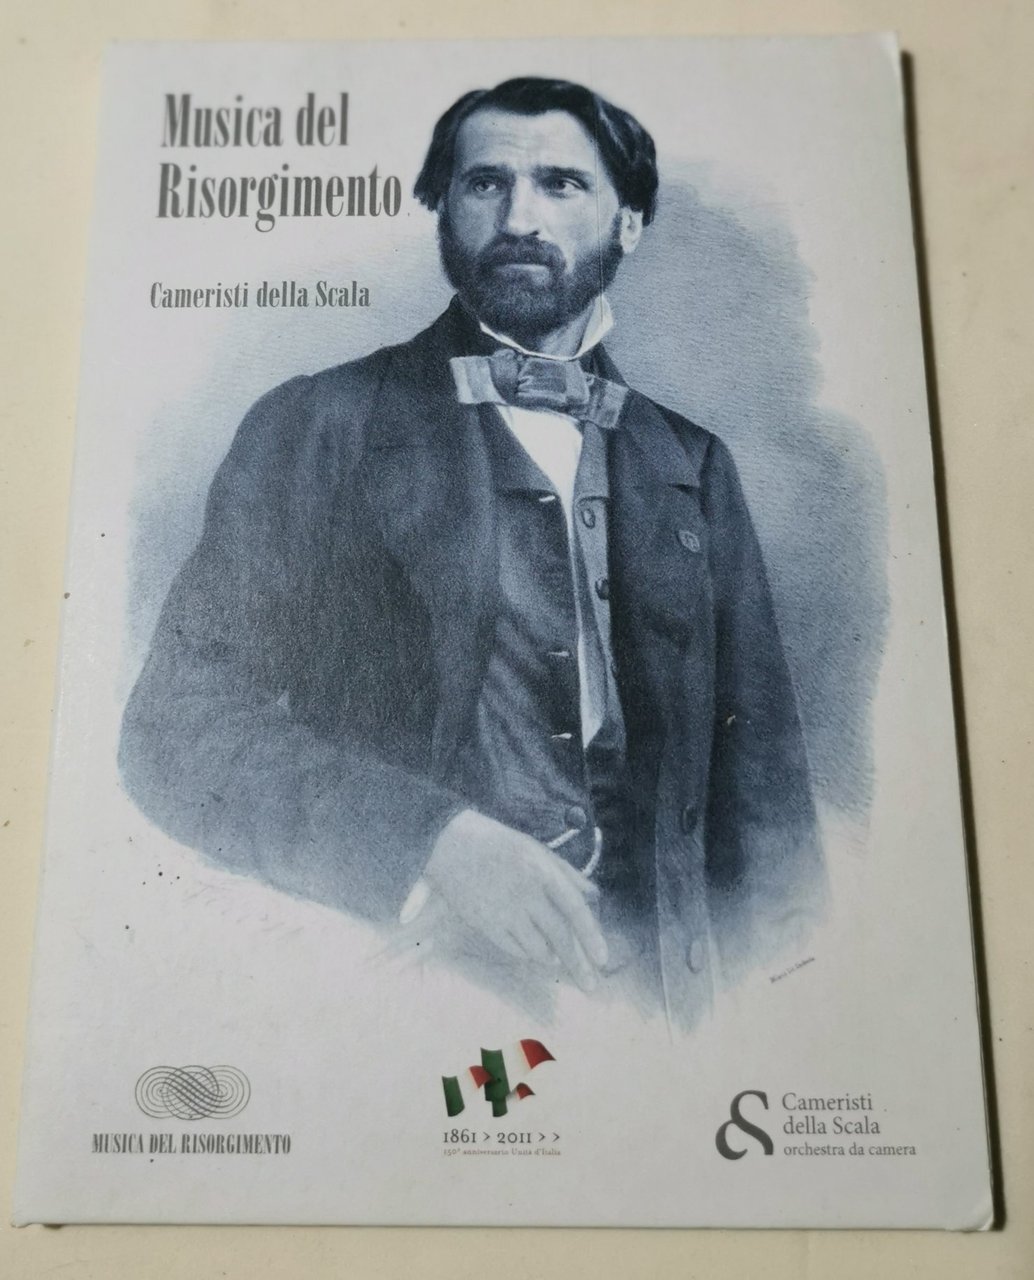 Musica del
Risorgimento
Cameristi della Scala
MUSICA DEL RISORGIMENTO
1861 > 2011 > >
150° anniversario Unità d'Italia
Cameristi
della Scala
orchestra da camera